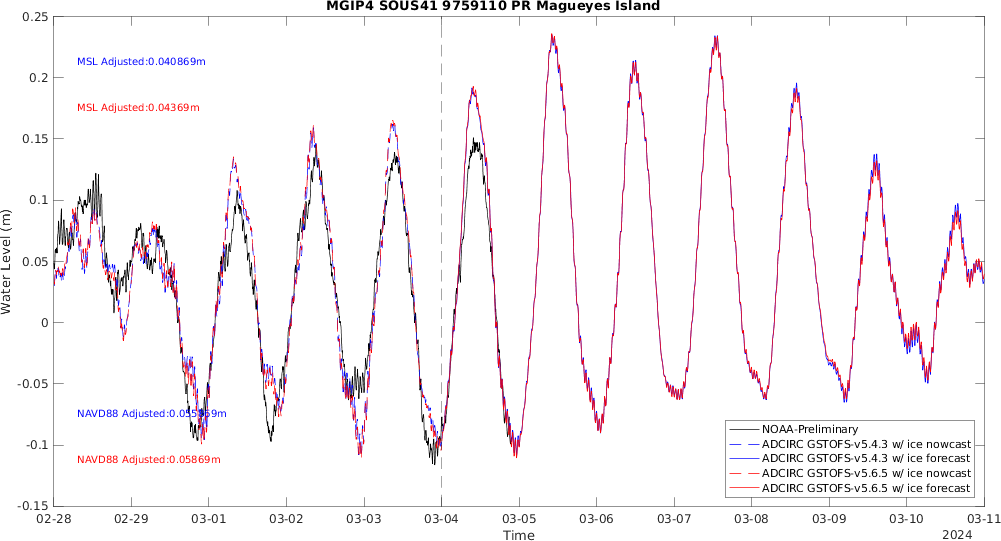 MGIP4 SOUS41 9759110 PR Magueyes Island
0.25
0.2
0.15
0.1
0.05
0
-0.05
-0.1
-0.15
Water Level (m)
MSL Adjusted:0.040869m
MSL Adjusted:0.04369m
NAVD88 Adjusted:0.055869m
NAVD88 Adjusted:0.05869m
NOAA-Preliminary
ADCIRC GSTOFS-v5.4.3 w/ ice nowcast
ADCIRC GSTOFS-v5.4.3 w/ ice forecast
ADCIRC GSTOFS-v5.6.5 w/ ice nowcast
ADCIRC GSTOFS-v5.6.5 w/ ice forecast
02-28 02-29 03-01 03-02 03-03 03-04 03-05 03-06 03-07 03-08 03-09 03-10 03-11
Time
2024